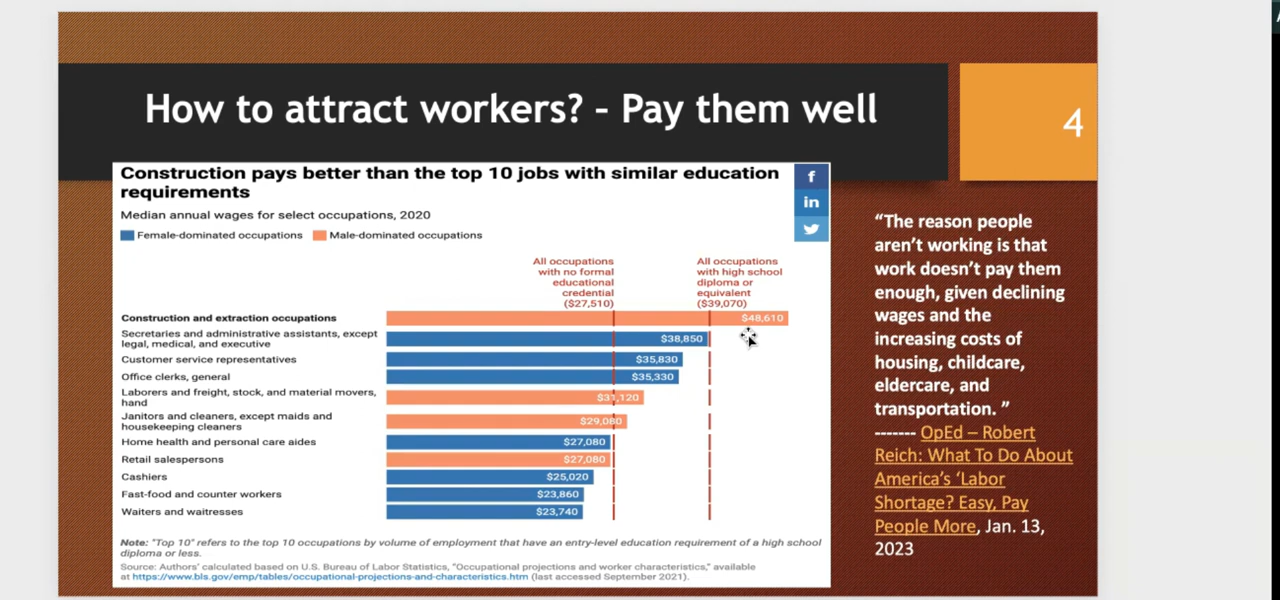 How to attract workers? – Pay them well
4
Construction pays better than the top 10 jobs with similar education
requirements
f
in
Median annual wages for select occupations, 2020
Female-dominated occupations
Male-dominated occupations
All occupations
with no formal
educational
credential
($27,510)
All occupations
with high school
diploma or
equivalent
($39,070)
Construction and extraction occupations
$48,610
Secretaries and administrative assistants, except
legal, medical, and executive
$38,850
Customer service representatives
$35,830
Office clerks, general
$35,330
Laborers and freight, stock, and material movers,
hand
$31,120
Janitors and cleaners, except maids and
housekeeping cleaners
$29,080
Home health and personal care aides
$27,080
Retail salespersons
$27,080
Cashiers
$25,020
Fast-food and counter workers
$23,860
Waiters and waitresses
$23,740
Note: "Top 10" refers to the top 10 occupations by volume of employment that have an entry-level education requirement of a high school
diploma or less.
Source: Authors' calculated based on U.S. Bureau of Labor Statistics, "Occupational projections and worker characteristics," available
at https://www.bls.gov/emp/tables/occupational-projections-and-characteristics.htm (last accessed September 2021).
“The reason people
aren’t working is that
work doesn’t pay them
enough, given declining
wages and the
increasing costs of
housing, childcare,
eldercare, and
transportation. ”
------- OpEd – Robert
Reich: What To Do About
America’s ‘Labor
Shortage? Easy, Pay
People More, Jan. 13,
2023